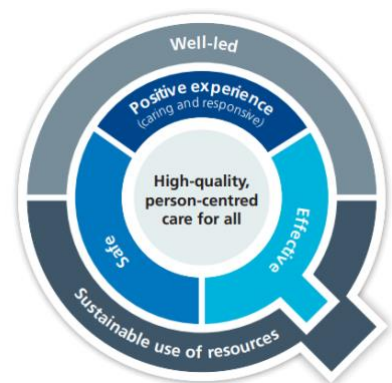 Well-led
Positive experience
(caring and responsive)
High-quality,
person-centred
care for all
Safe
Effective
Sustainable use of resources